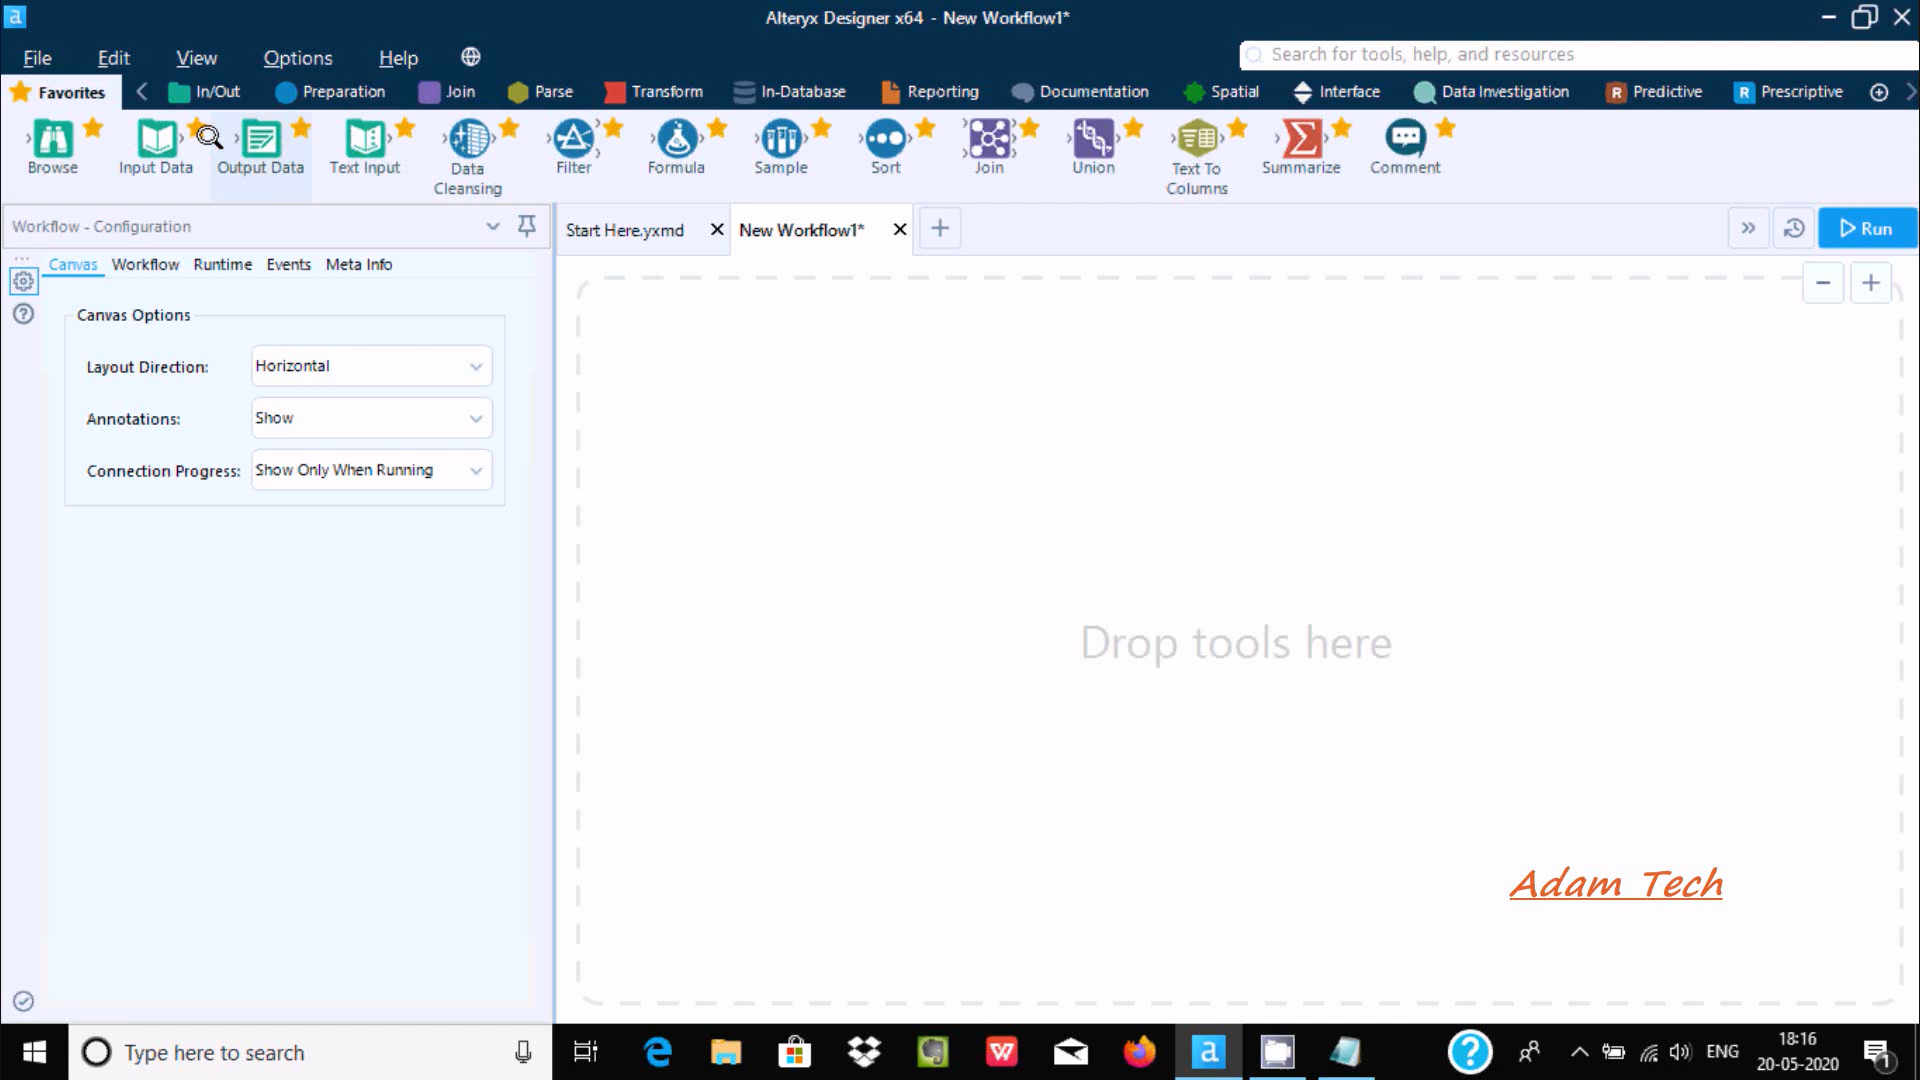 Alteryx Designer x64 - New Workflow1*
File Edit View Options Help
Search for tools, help, and resources
Favorites In/Out Preparation Join Parse Transform In-Database Reporting Documentation Spatial Interface Data Investigation Predictive Prescriptive
Browse Input Data Output Data Text Input Data Cleansing Filter Formula Sample Sort Join Union Text To Columns Summarize Comment
Workflow - Configuration
Start Here.yxmd New Workflow1* Run
Canvas Workflow Runtime Events Meta Info
Canvas Options
Layout Direction: Horizontal
Annotations: Show
Connection Progress: Show Only When Running
Drop tools here
Adam Tech
Type here to search
ENG
18:16
20-05-2020
1